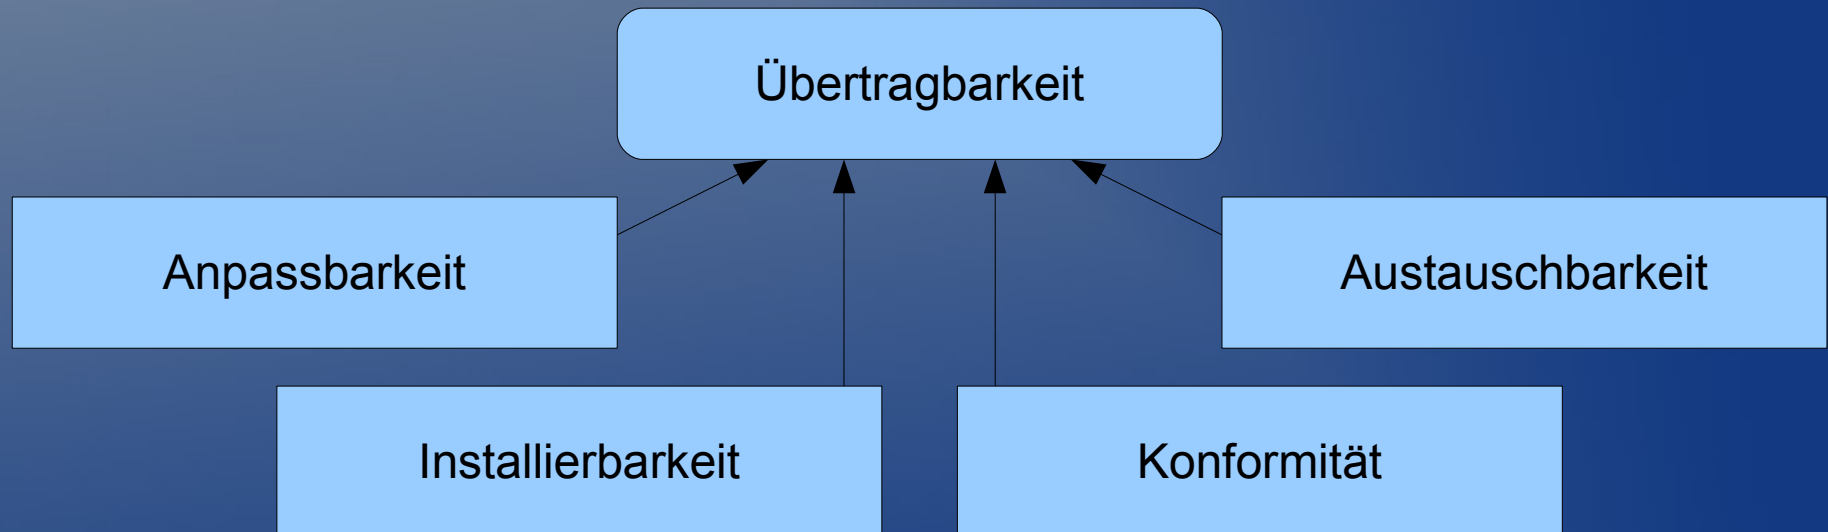 Übertragbarkeit
Anpassbarkeit
Austauschbarkeit
Installierbarkeit
Konformität